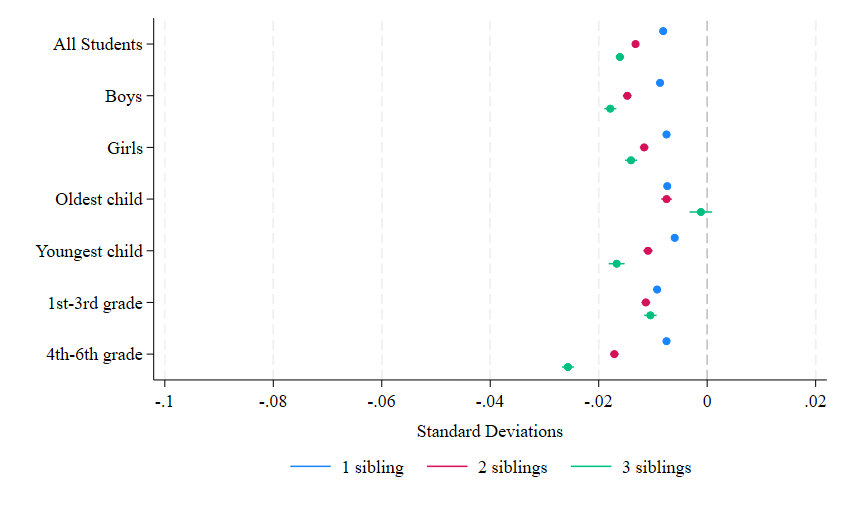 All Students
Boys
Girls
Oldest child
Youngest child
1st-3rd grade
4th-6th grade
-.1 -.08 -.06 -.04 -.02 0 .02
Standard Deviations
1 sibling 2 siblings 3 siblings